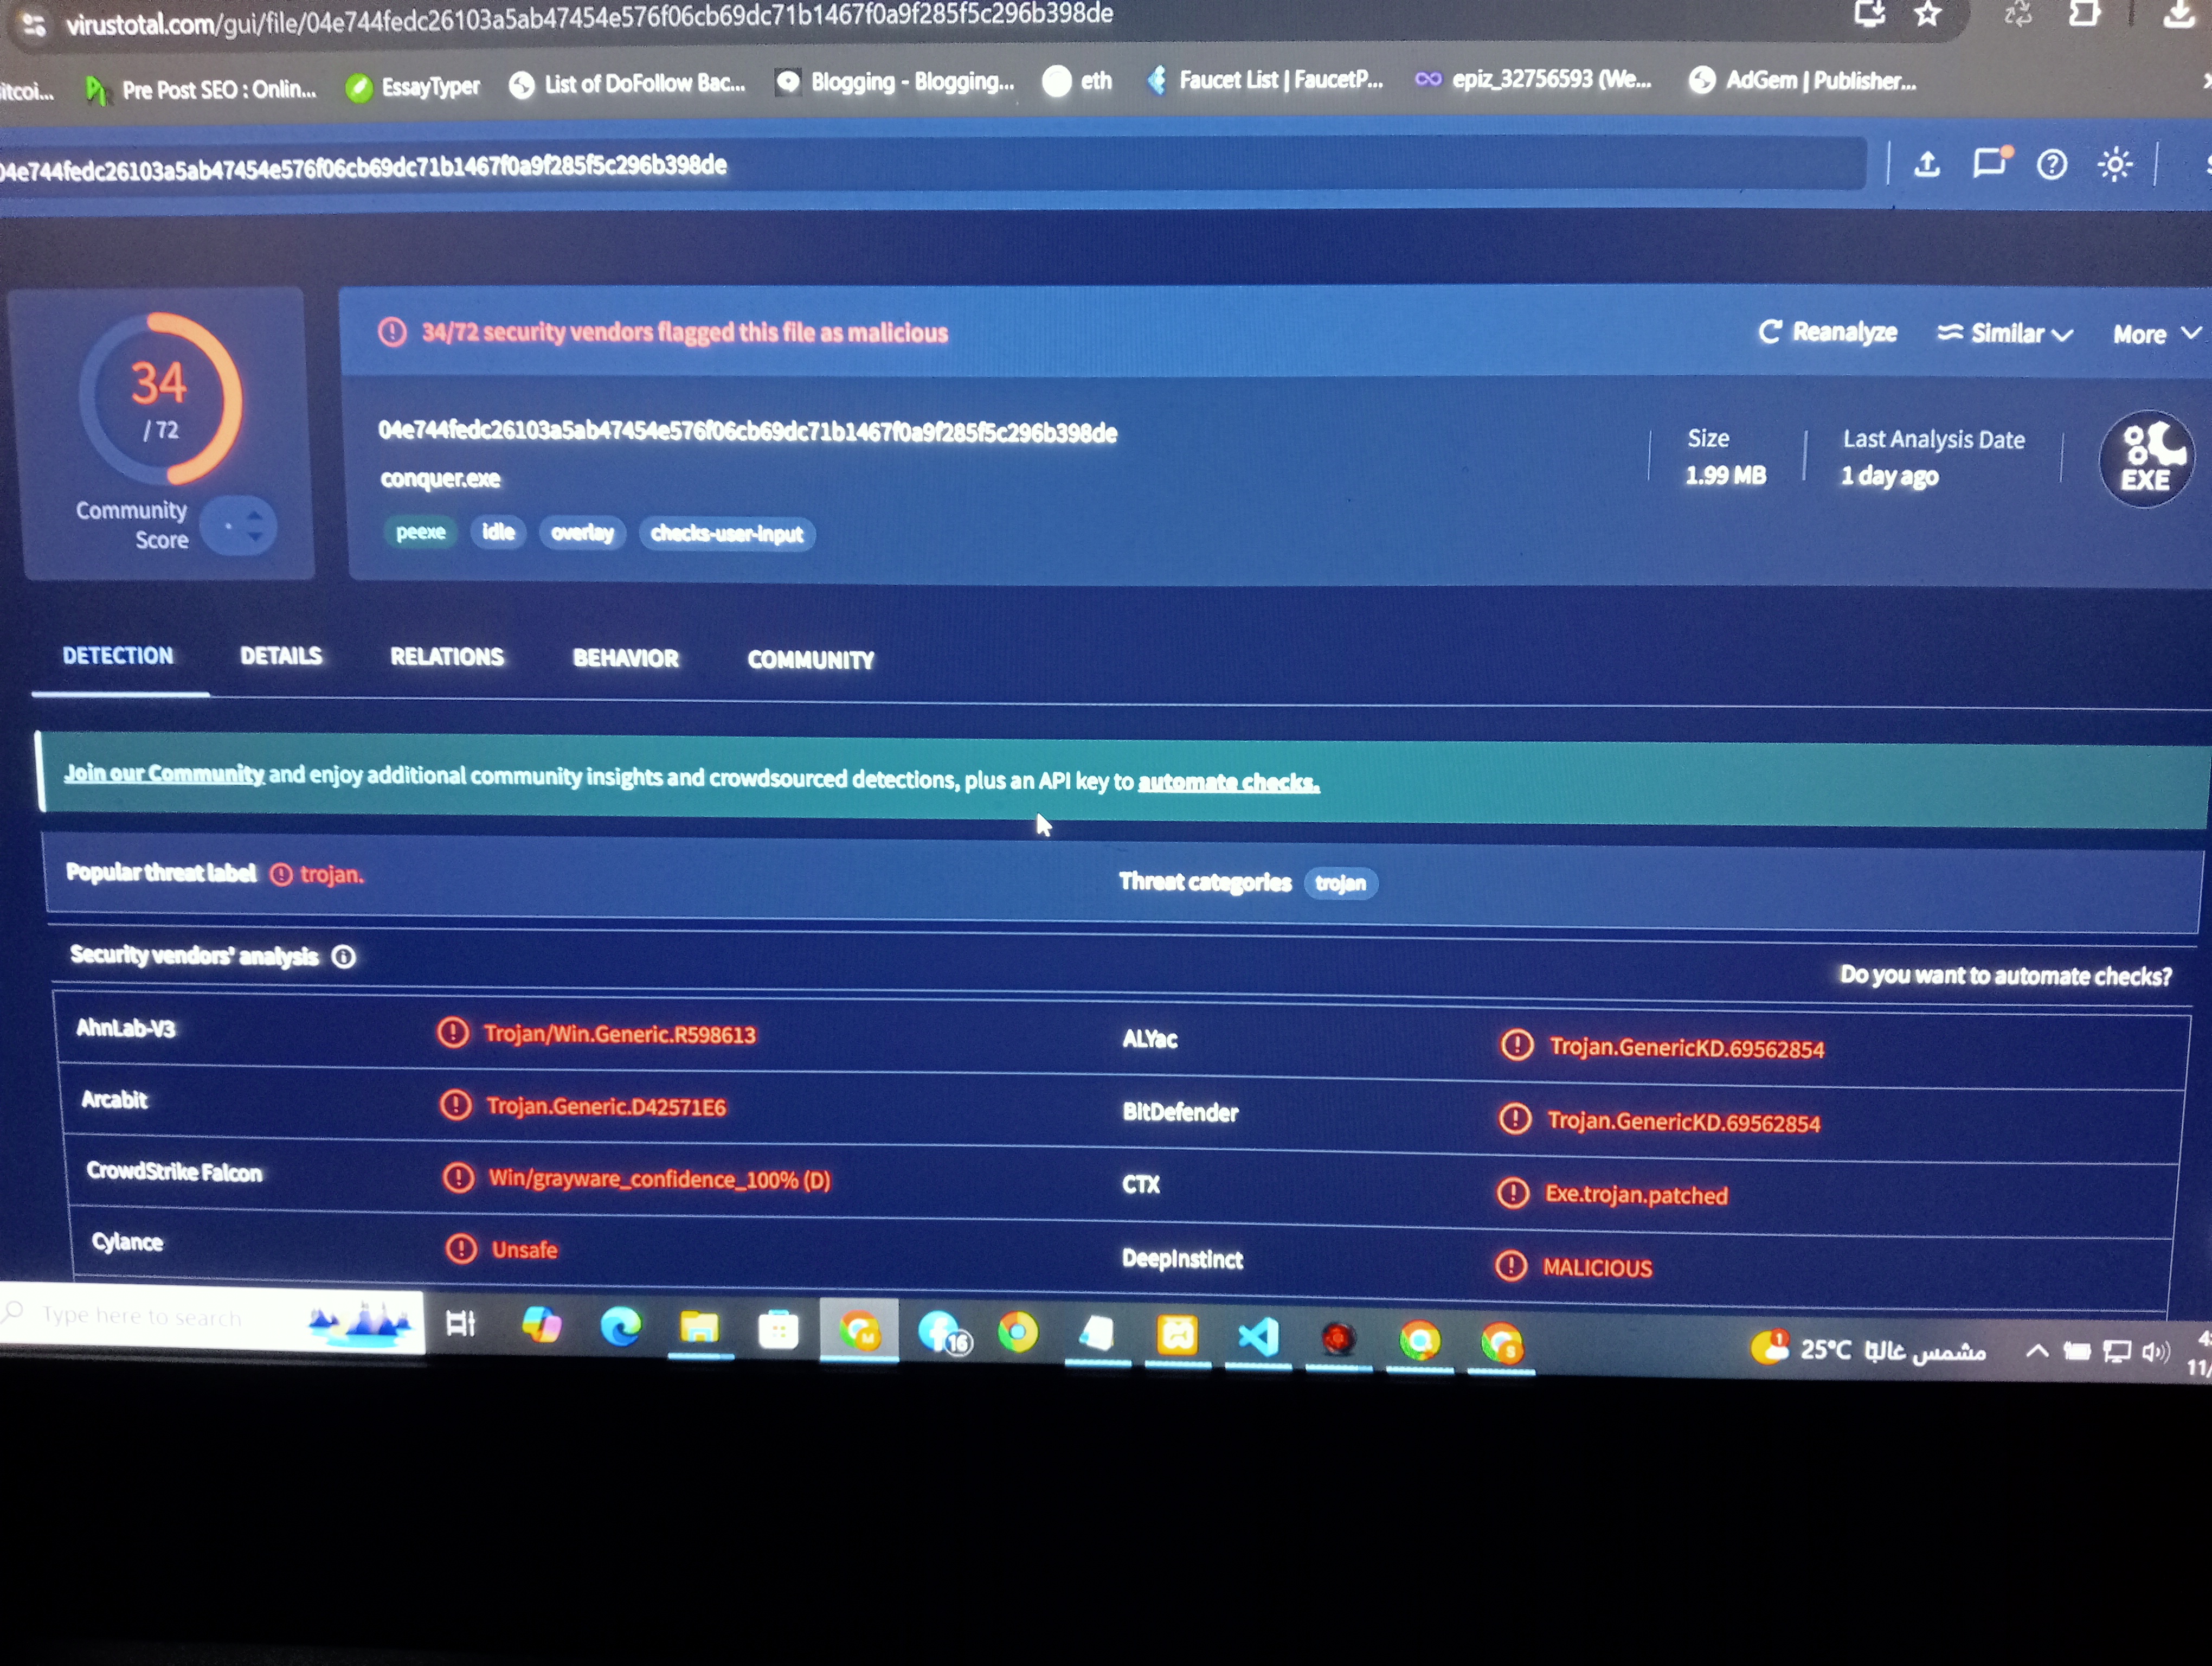 virustotal.com/gui/file/04e744fedc26103a5ab47454e576f06cb69dc71b1467f0a9f285f5c296b398de
itcoi...
Pre Post SEO : Onlin...
EssayTyper
List of DoFollow Bac...
Blogging - Blogging...
eth
Faucet List | FaucetP...
epiz_32756593 (We...
AdGem | Publisher...
04e744fedc26103a5ab47454e576f06cb69dc71b1467f0a9f285f5c296b398de
34
/ 72
Community
Score
34/72 security vendors flagged this file as malicious
Reanalyze
Similar
More
04e744fedc26103a5ab47454e576f06cb69dc71b1467f0a9f285f5c296b398de
conquer.exe
peexe
idle
overlay
checks-user-input
Size
1.99 MB
Last Analysis Date
1 day ago
EXE
DETECTION
DETAILS
RELATIONS
BEHAVIOR
COMMUNITY
Join our Community and enjoy additional community insights and crowdsourced detections, plus an API key to automate checks.
Popular threat label trojan.
Threat categories trojan
Security vendors' analysis
Do you want to automate checks?
AhnLab-V3 Trojan/Win.Generic.R598613
ALYac Trojan.GenericKD.69562854
Arcabit Trojan.Generic.D42571E6
BitDefender Trojan.GenericKD.69562854
CrowdStrike Falcon Win/grayware_confidence_100% (D)
CTX Exe.trojan.patched
Cylance Unsafe
DeepInstinct MALICIOUS
Type here to search
16
1
25°C مشمس غالبًا
11/